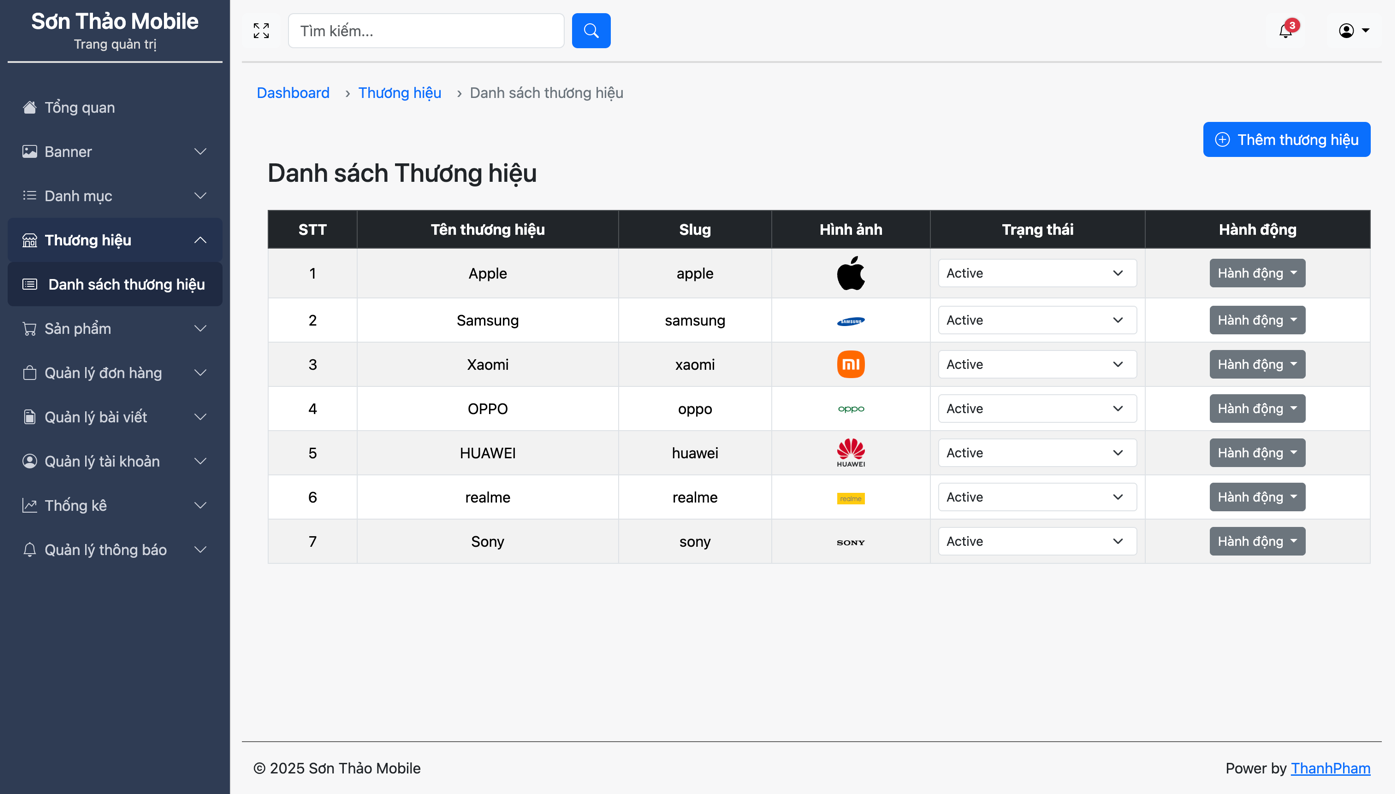 Sơn Thảo Mobile
Trang quản trị
Tìm kiếm...
3
Tổng quan
Banner
Danh mục
Thương hiệu
Danh sách thương hiệu
Sản phẩm
Quản lý đơn hàng
Quản lý bài viết
Quản lý tài khoản
Thống kê
Quản lý thông báo
Dashboard › Thương hiệu › Danh sách thương hiệu
Thêm thương hiệu
Danh sách Thương hiệu
STT Tên thương hiệu Slug Hình ảnh Trạng thái Hành động
1 Apple apple Active Hành động
2 Samsung samsung SAMSUNG Active Hành động
3 Xaomi xaomi mi Active Hành động
4 OPPO oppo oppo Active Hành động
5 HUAWEI huawei HUAWEI Active Hành động
6 realme realme realme Active Hành động
7 Sony sony SONY Active Hành động
© 2025 Sơn Thảo Mobile
Power by ThanhPham